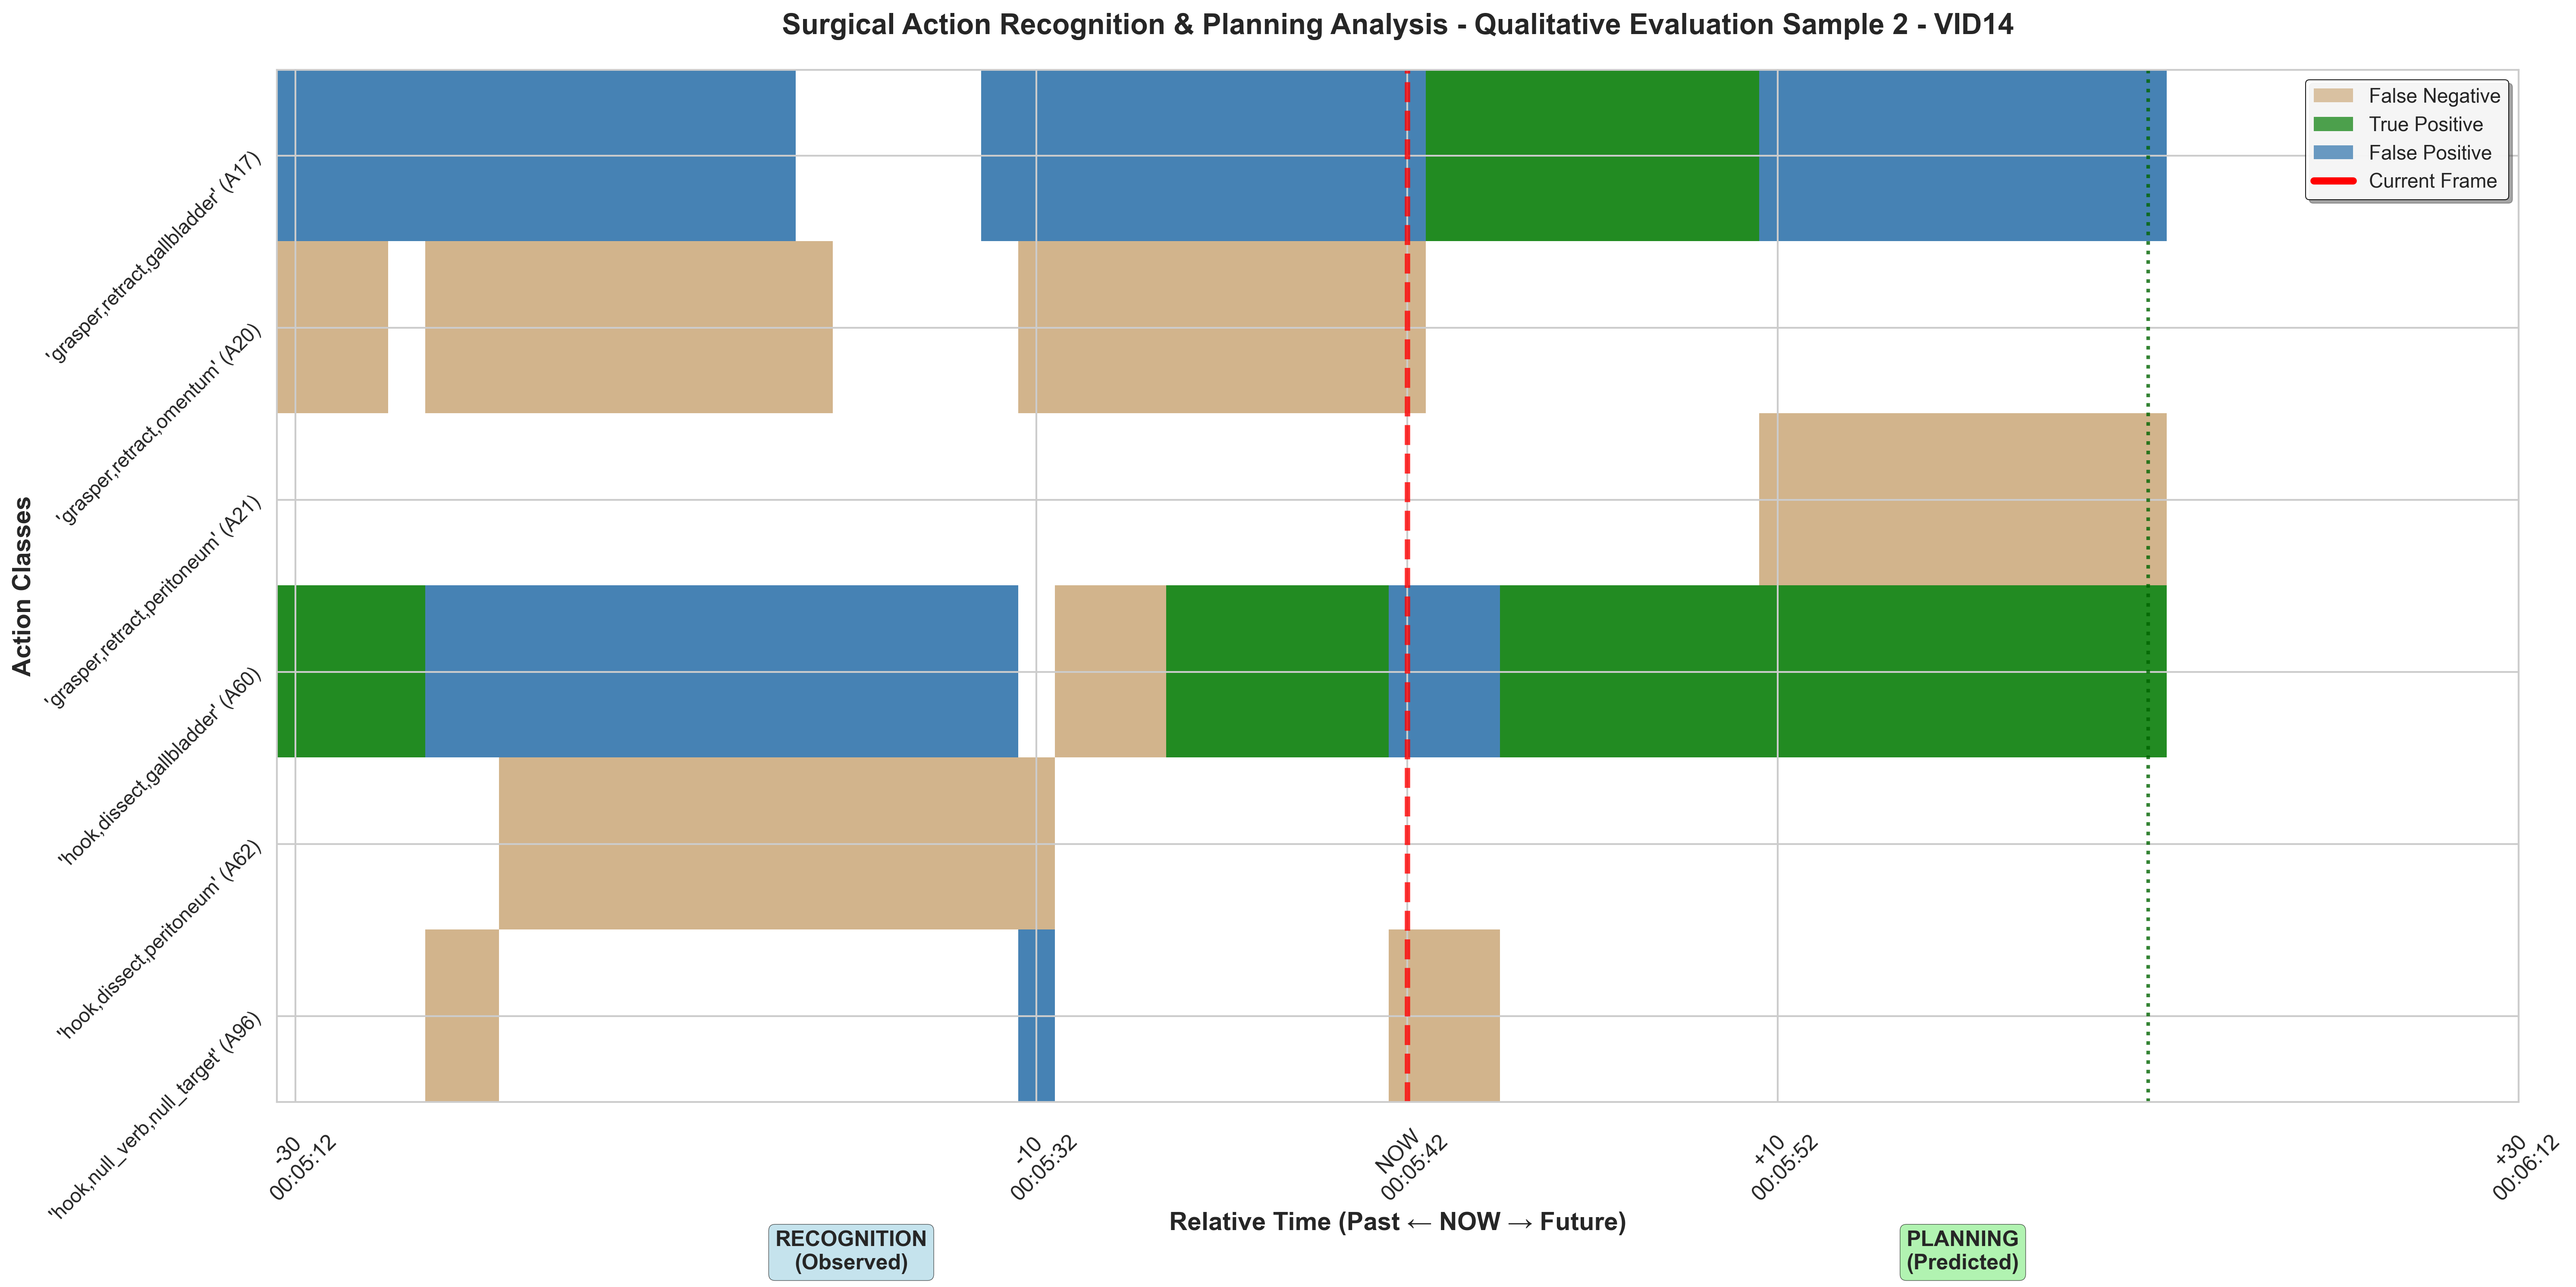 Surgical Action Recognition & Planning Analysis - Qualitative Evaluation Sample 2 - VID14
False Negative
True Positive
False Positive
Current Frame
Action Classes
'grasper,retract,gallbladder' (A17)
'grasper,retract,omentum' (A20)
'grasper,retract,peritoneum' (A21)
'hook,dissect,gallbladder' (A60)
'hook,dissect,peritoneum' (A62)
'hook,null_verb,null_target' (A96)
-30
00:05:12
-10
00:05:32
NOW
00:05:42
+10
00:05:52
+30
00:06:12
Relative Time (Past ← NOW → Future)
RECOGNITION
(Observed)
PLANNING
(Predicted)